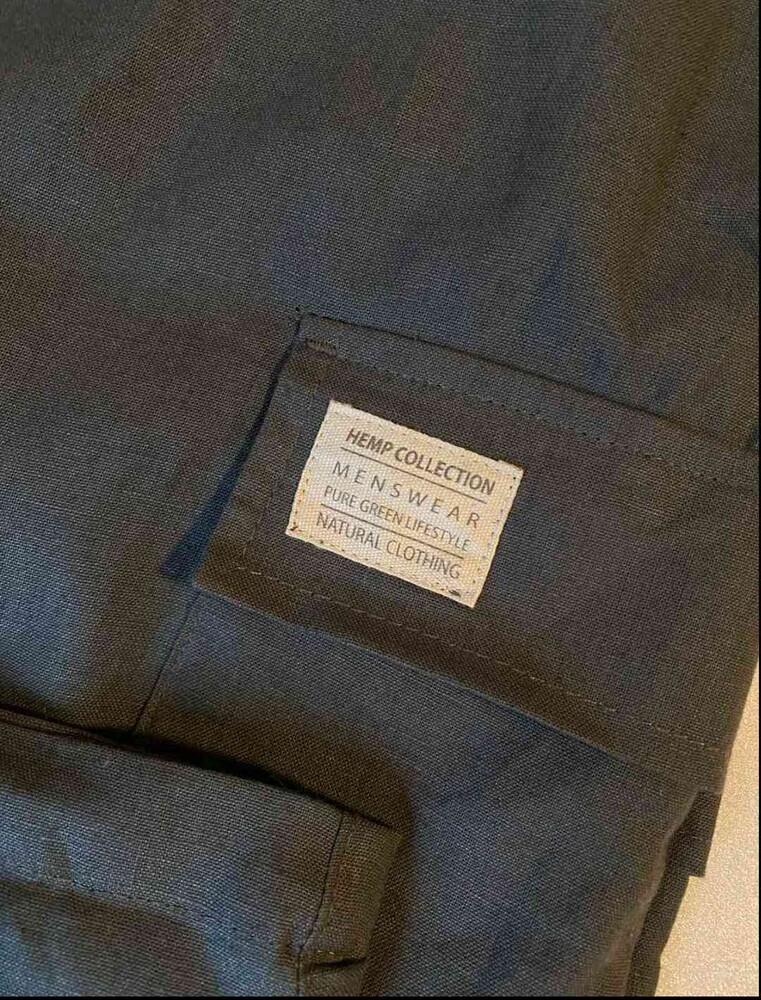 HEMP COLLECTION
MENSWEAR
PURE GREEN LIFESTYLE
NATURAL CLOTHING